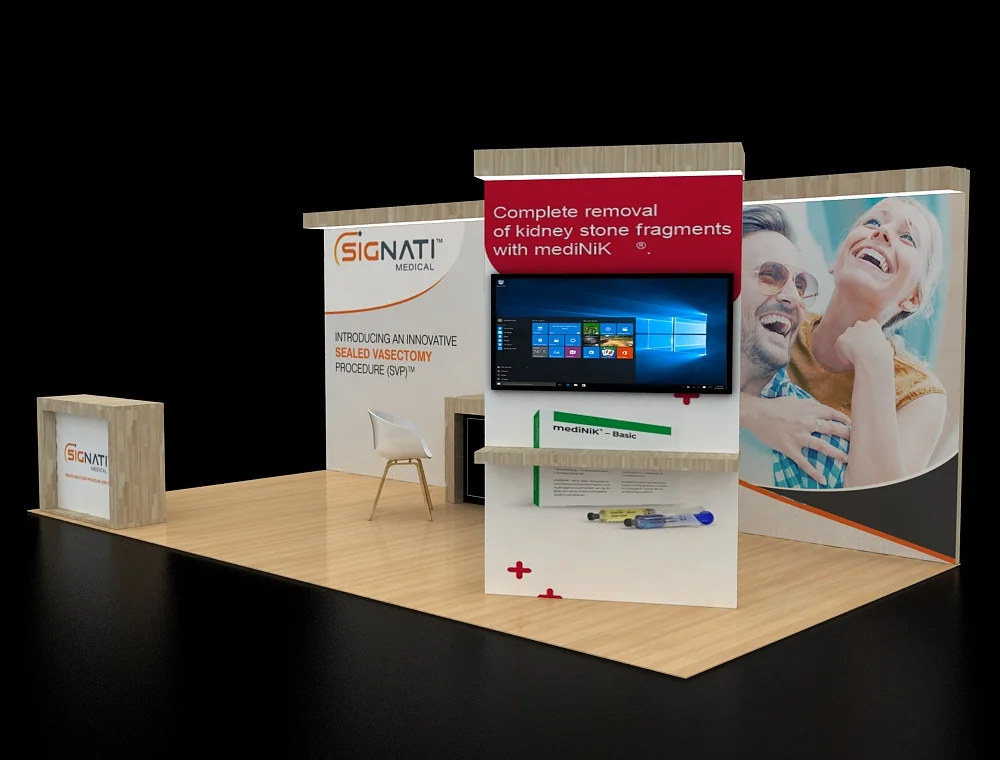 SIGNATI™
MEDICAL
INTRODUCING AN INNOVATIVE
SEALED VASECTOMY
PROCEDURE (SVP)™
Complete removal
of kidney stone fragments
with mediNiK ®.
mediNiK® – Basic
SIGNATI
MEDICAL